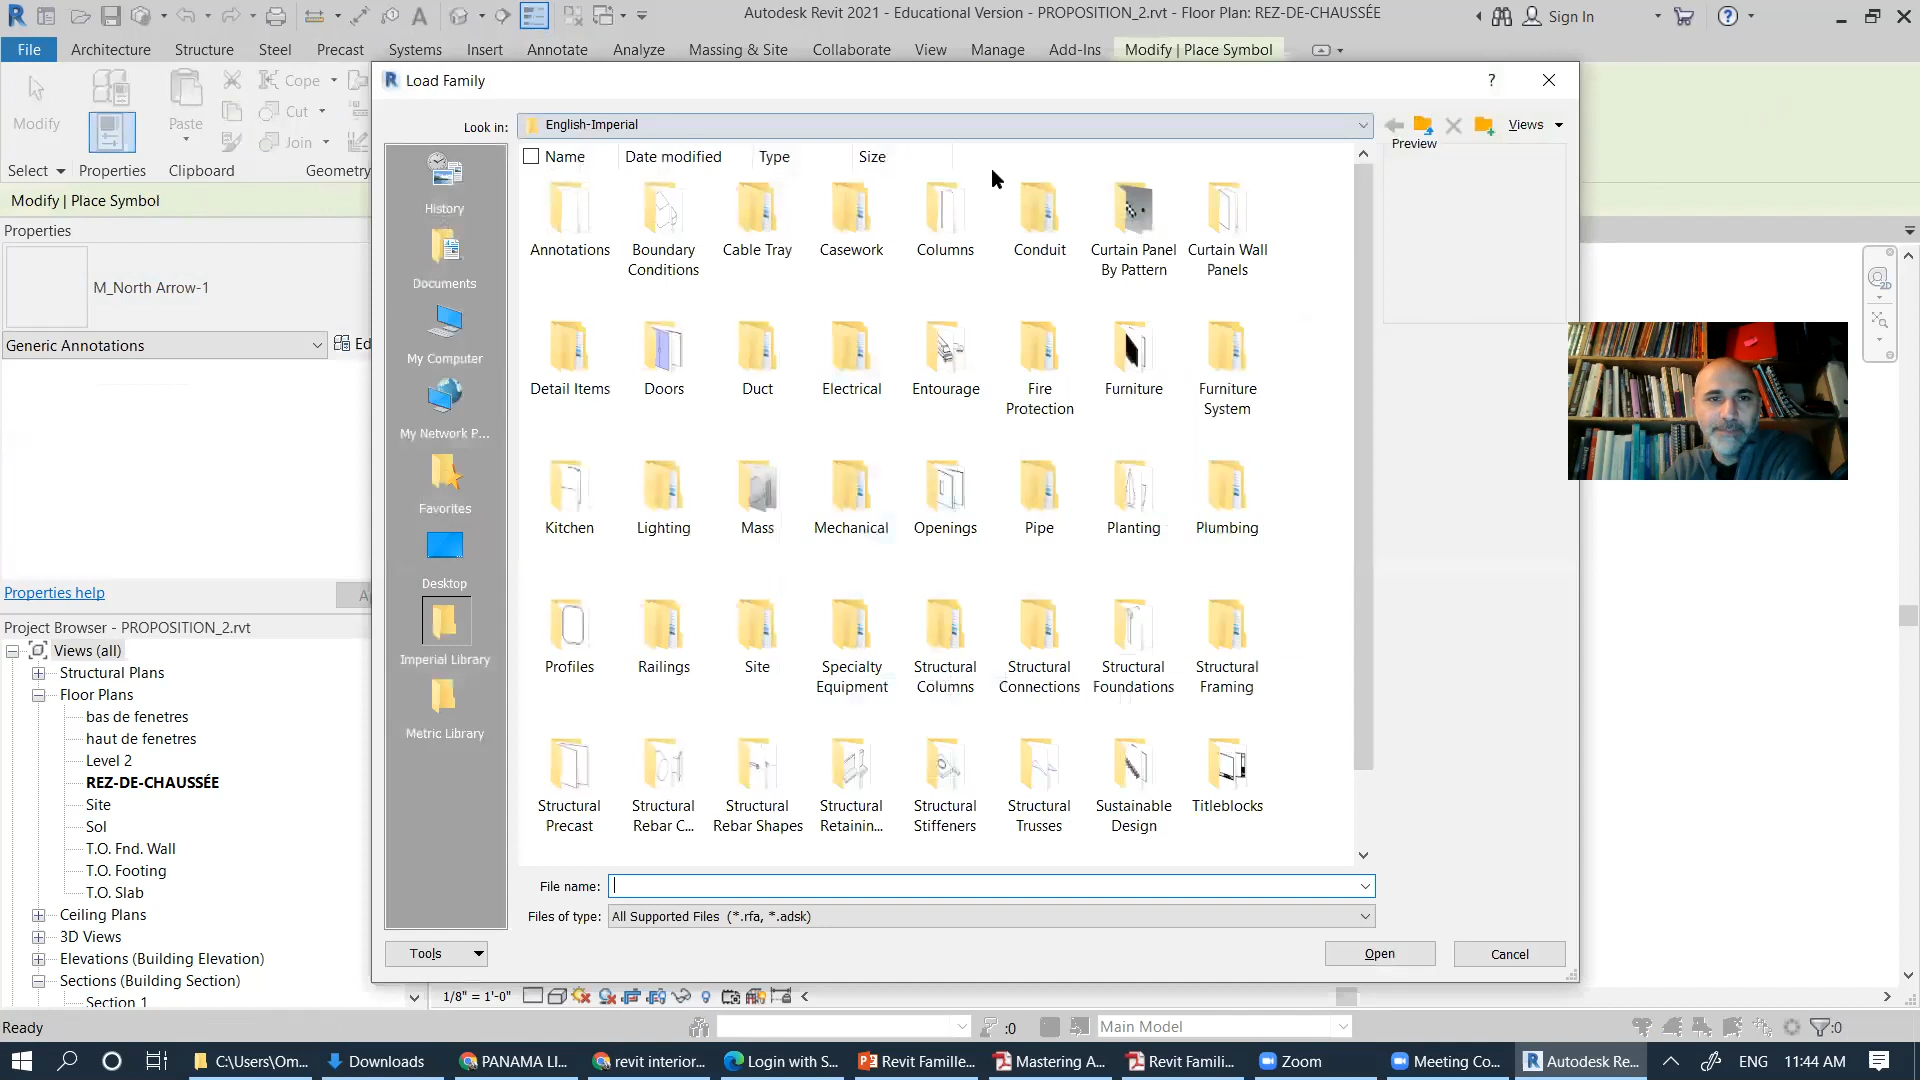 Autodesk Revit 2021 - Educational Version - PROPOSITION_2.rvt - Floor Plan: REZ-DE-CHAUSSÉE
Sign In
File Architecture Structure Steel Precast Systems Insert Annotate Analyze Massing & Site Collaborate View Manage Add-Ins Modify | Place Symbol
Load Family
Modify
Paste
Cope
Cut
Join
Select Properties Clipboard Geometry
Modify | Place Symbol
Properties
M_North Arrow-1
Generic Annotations
Ed
Properties help
Project Browser - PROPOSITION_2.rvt
Views (all)
Structural Plans
Floor Plans
bas de fenetres
haut de fenetres
Level 2
REZ-DE-CHAUSSÉE
Site
Sol
T.O. Fnd. Wall
T.O. Footing
T.O. Slab
Ceiling Plans
3D Views
Elevations (Building Elevation)
Sections (Building Section)
Section 1
Look in: English-Imperial
Views
Preview
History
Documents
My Computer
My Network P...
Favorites
Desktop
Imperial Library
Metric Library
Name Date modified Type Size
Annotations
Boundary Conditions
Cable Tray
Casework
Columns
Conduit
Curtain Panel By Pattern
Curtain Wall Panels
Detail Items
Doors
Duct
Electrical
Entourage
Fire Protection
Furniture
Furniture System
Kitchen
Lighting
Mass
Mechanical
Openings
Pipe
Planting
Plumbing
Profiles
Railings
Site
Specialty Equipment
Structural Columns
Structural Connections
Structural Foundations
Structural Framing
Structural Precast
Structural Rebar C...
Structural Rebar Shapes
Structural Retainin...
Structural Stiffeners
Structural Trusses
Sustainable Design
Titleblocks
File name:
Files of type: All Supported Files (*.rfa, *.adsk)
Tools
Open
Cancel
1/8" = 1'-0"
Ready
:0
Main Model
:0
C:\Users\Om...
Downloads
PANAMA LI...
revit interior...
Login with S...
Revit Famille...
Mastering A...
Revit Famili...
Zoom
Meeting Co...
Autodesk Re...
ENG
11:44 AM